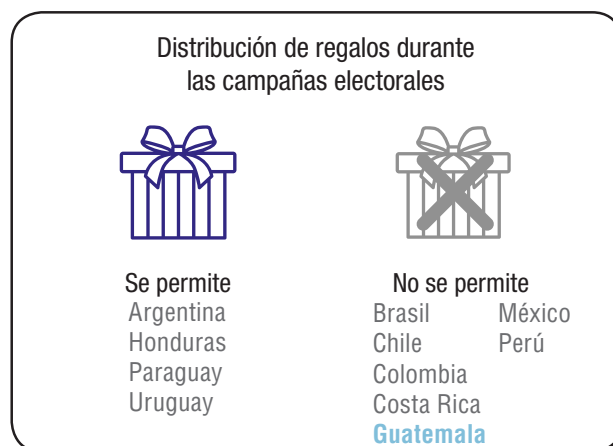 Distribución de regalos durante
las campañas electorales
Se permite
Argentina
Honduras
Paraguay
Uruguay
No se permite
Brasil
Chile
Colombia
Costa Rica
Guatemala
México
Perú